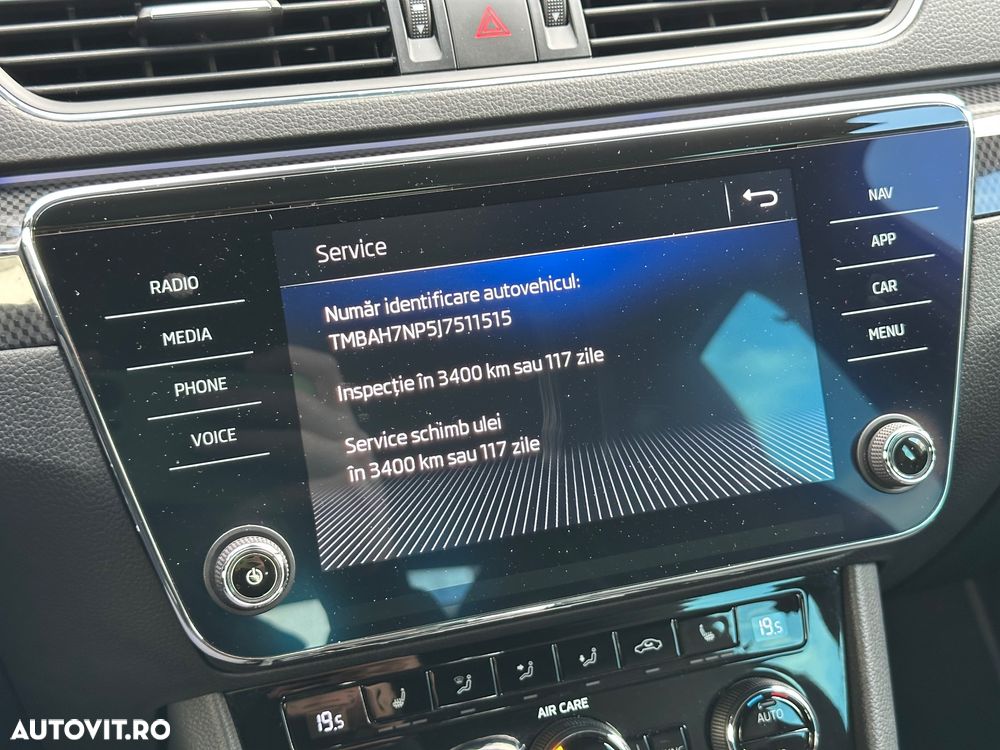 Service
Număr identificare autovehicul:
TMBAH7NP5J7511515
Inspecție în 3400 km sau 117 zile
Service schimb ulei
în 3400 km sau 117 zile
RADIO
MEDIA
PHONE
VOICE
NAV
APP
CAR
MENU
19.5
19.5
AIR CARE
AUTO
AUTOVIT.RO